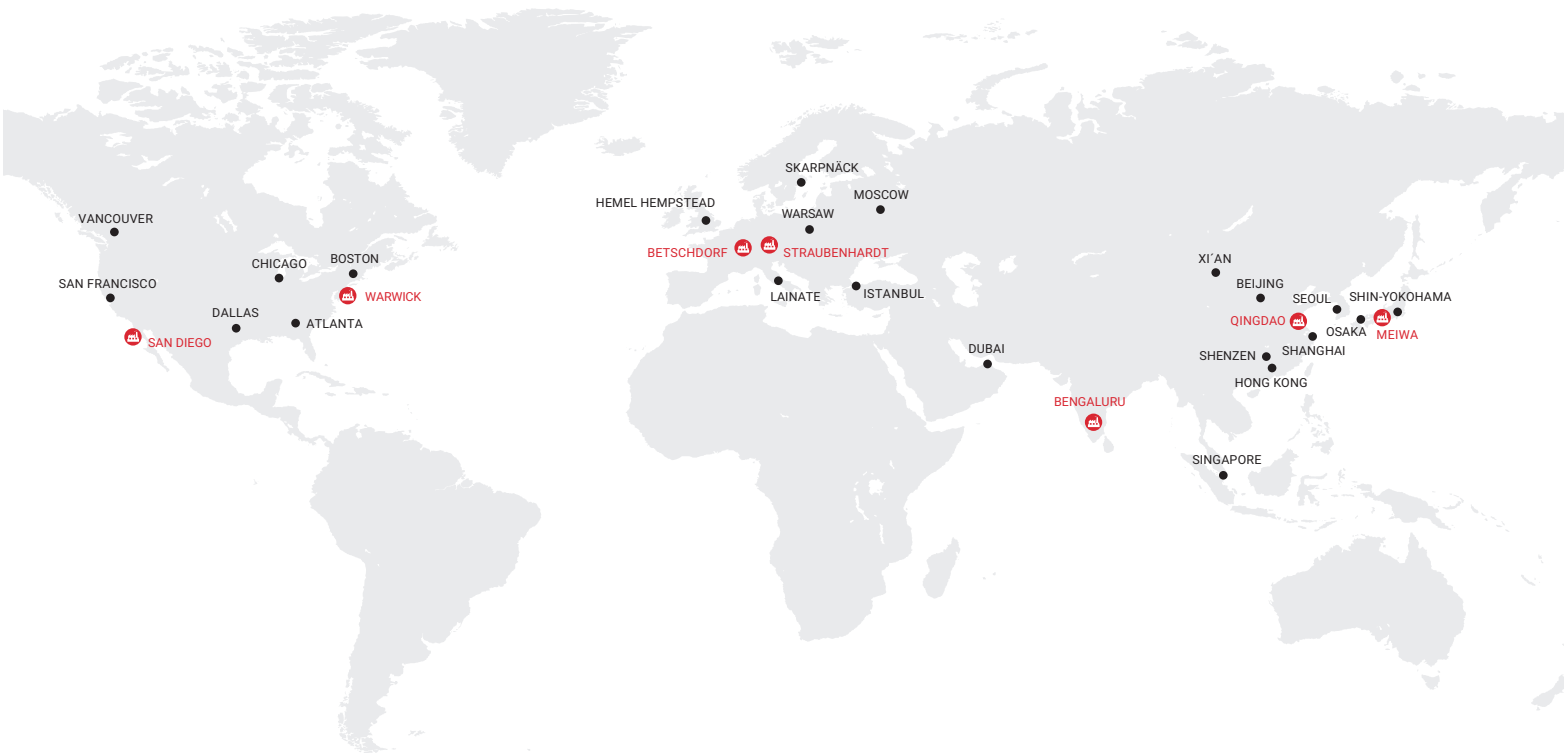 SKARPNÄCK
MOSCOW
HEMEL HEMPSTEAD
WARSAW
VANCOUVER
BETSCHDORF
STRAUBENHARDT
CHICAGO
BOSTON
XI´AN
SAN FRANCISCO
BEIJING
WARWICK
LAINATE
ISTANBUL
SEOUL
SHIN-YOKOHAMA
DALLAS
ATLANTA
QINGDAO
OSAKA
MEIWA
SAN DIEGO
DUBAI
SHENZEN
SHANGHAI
HONG KONG
BENGALURU
SINGAPORE